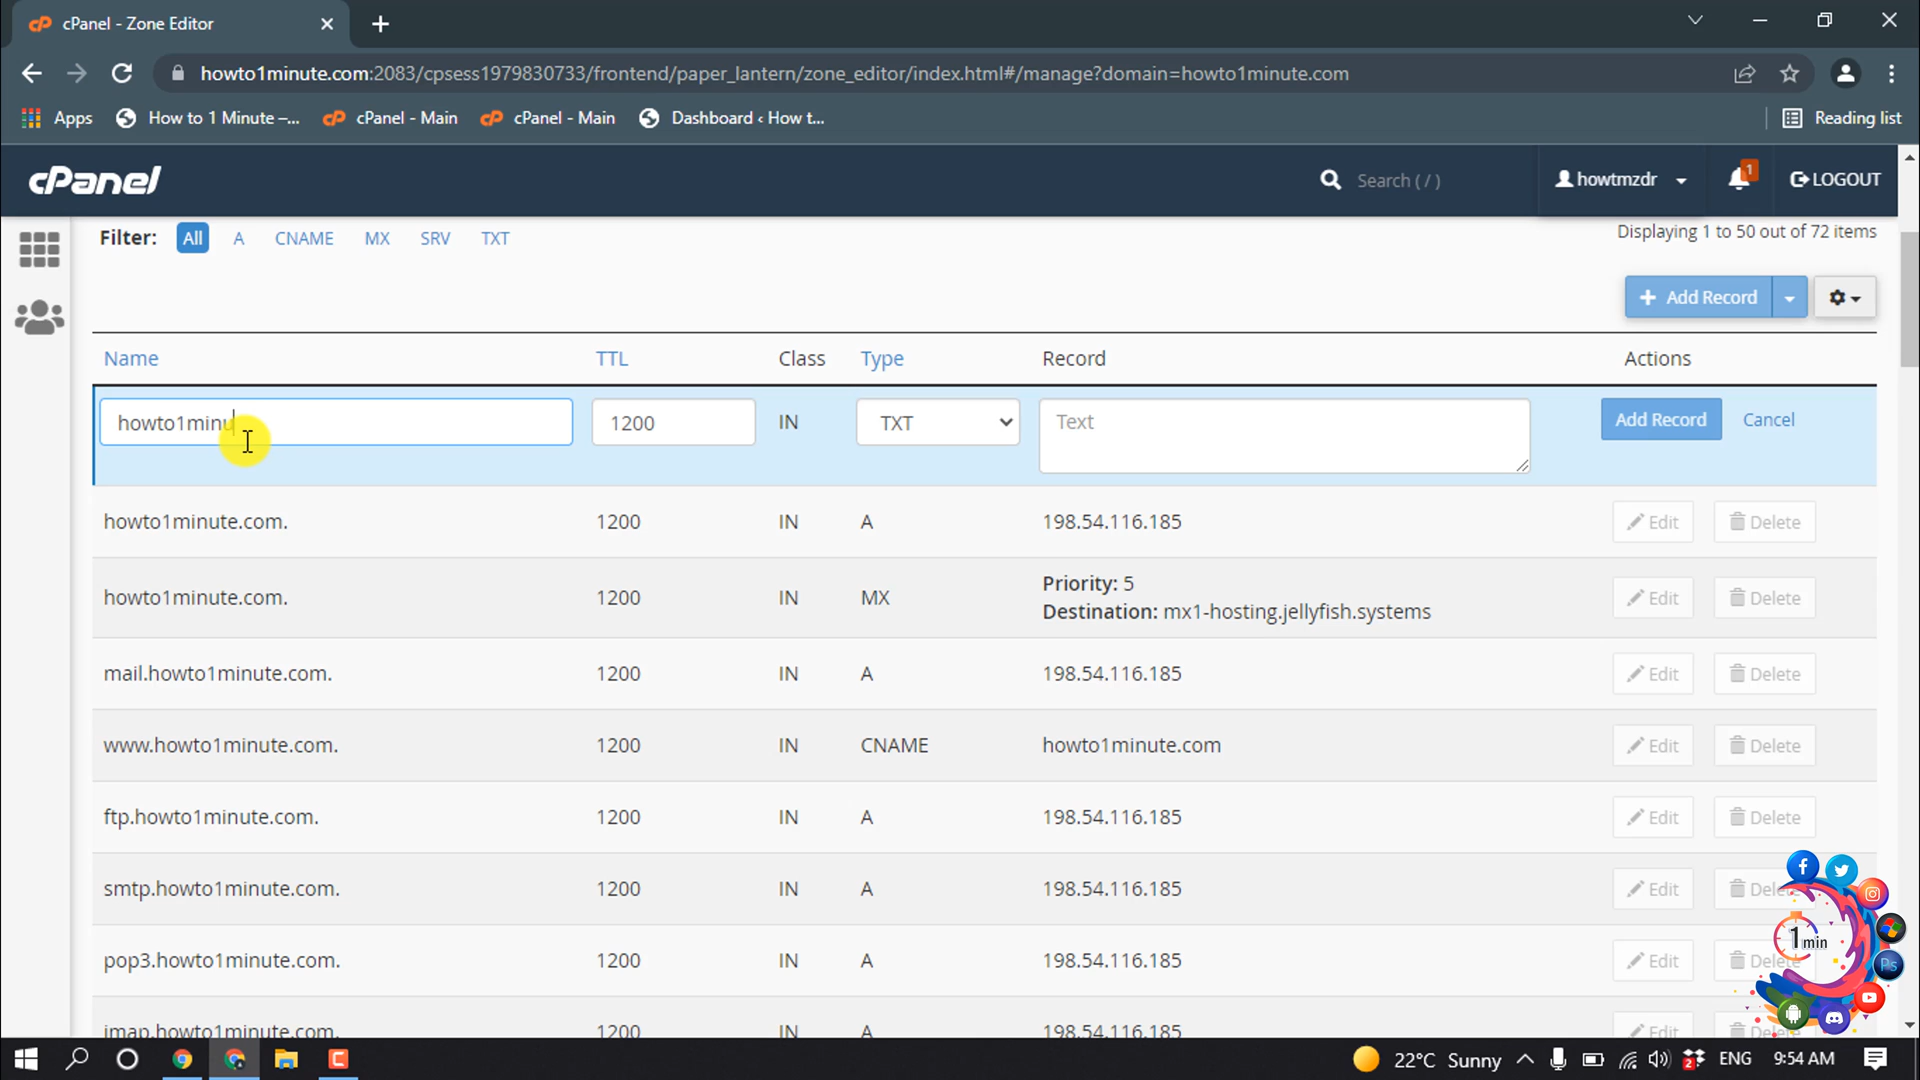 cPanel - Zone Editor
howto1minute.com:2083/cpsess1979830733/frontend/paper_lantern/zone_editor/index.html#/manage?domain=howto1minute.com
Apps How to 1 Minute –... cPanel - Main cPanel - Main Dashboard ‹ How t... Reading list
cPanel Search ( / ) howtmzdr 1 LOGOUT
Filter: All A CNAME MX SRV TXT Displaying 1 to 50 out of 72 items
+ Add Record
Name TTL Class Type Record Actions
howto1minu 1200 IN TXT Text Add Record Cancel
howto1minute.com. 1200 IN A 198.54.116.185 Edit Delete
howto1minute.com. 1200 IN MX Priority: 5 Edit Delete
Destination: mx1-hosting.jellyfish.systems
mail.howto1minute.com. 1200 IN A 198.54.116.185 Edit Delete
www.howto1minute.com. 1200 IN CNAME howto1minute.com Edit Delete
ftp.howto1minute.com. 1200 IN A 198.54.116.185 Edit Delete
smtp.howto1minute.com. 1200 IN A 198.54.116.185 Edit Delete
pop3.howto1minute.com. 1200 IN A 198.54.116.185 Edit Delete
imap.howto1minute.com. 1200 IN A 198.54.116.185 Edit
1 min
Ps
22°C Sunny 2 ENG 9:54 AM